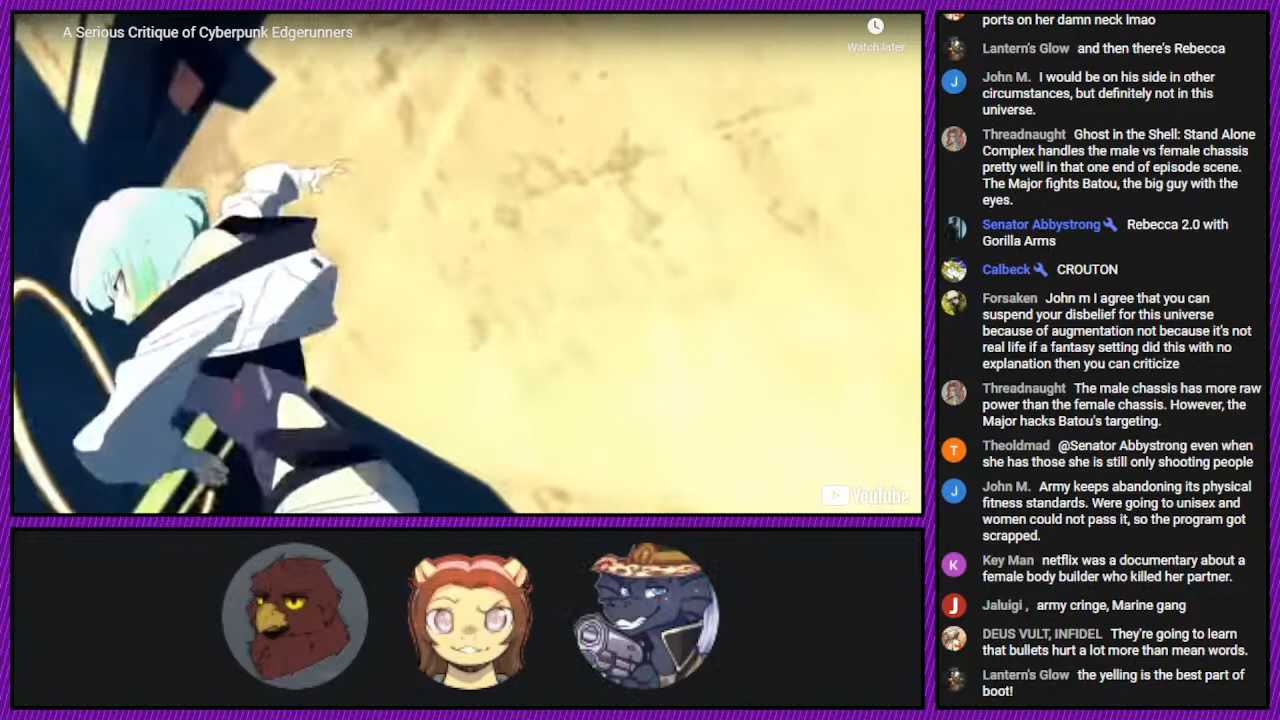 A Serious Critique of Cyberpunk Edgerunners
Watch later
YouTube
ports on her damn neck lmao
Lantern's Glow and then there's Rebecca
J John M. I would be on his side in other
circumstances, but definitely not in this
universe.
Threadnaught Ghost in the Shell: Stand Alone
Complex handles the male vs female chassis
pretty well in that one end of episode scene.
The Major fights Batou, the big guy with the
eyes.
Senator Abbystrong Rebecca 2.0 with
Gorilla Arms
Calbeck CROUTON
Forsaken John m I agree that you can
suspend your disbelief for this universe
because of augmentation not because it's not
real life if a fantasy setting did this with no
explanation then you can criticize
Threadnaught The male chassis has more raw
power than the female chassis. However, the
Major hacks Batou's targeting.
T Theoldmad @Senator Abbystrong even when
she has those she is still only shooting people
J John M. Army keeps abandoning its physical
fitness standards. Were going to unisex and
women could not pass it, so the program got
scrapped.
K Key Man netflix was a documentary about a
female body builder who killed her partner.
J Jaluigi , army cringe, Marine gang
DEUS VULT, INFIDEL They're going to learn
that bullets hurt a lot more than mean words.
Lantern's Glow the yelling is the best part of
boot!